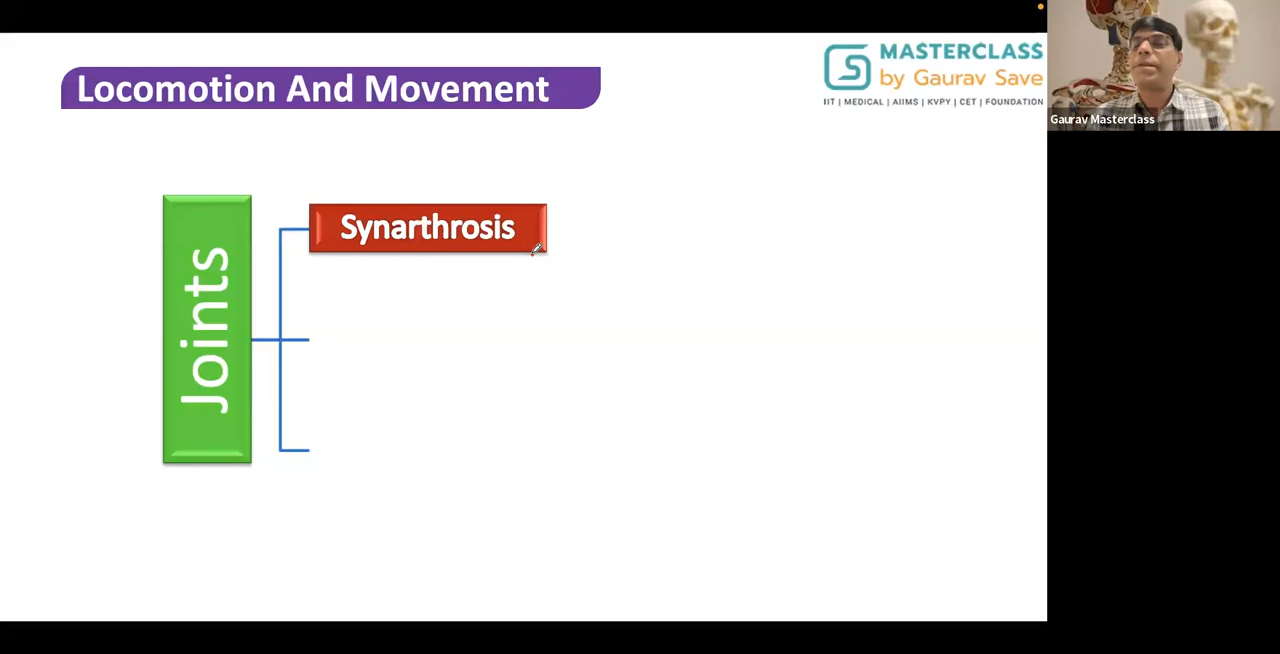 Locomotion And Movement
MASTERCLASS
by Gaurav Save
IIT | MEDICAL | AIIMS | KVPY | CET | FOUNDATION
Gaurav Masterclass
Joints
Synarthrosis